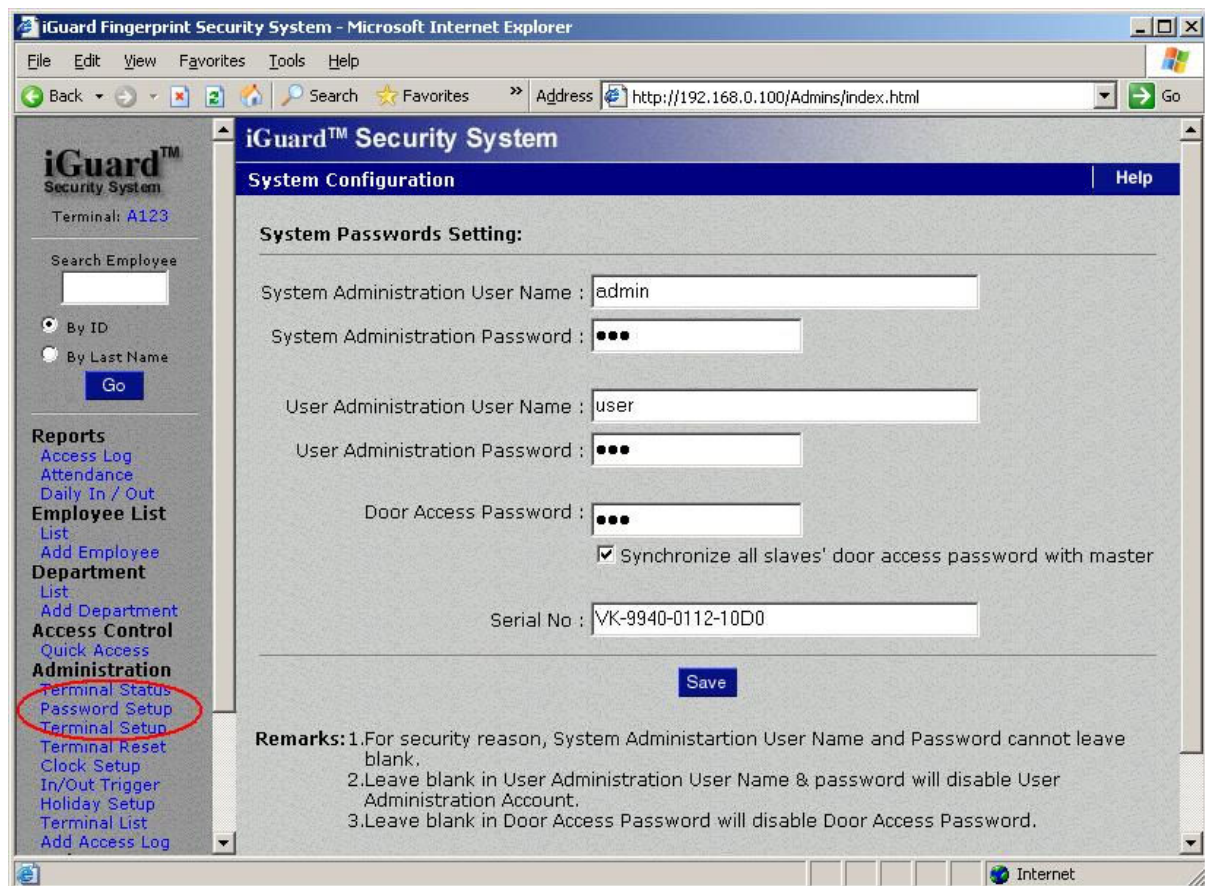 iGuard Fingerprint Security System - Microsoft Internet Explorer
File Edit View Favorites Tools Help
Back Search Favorites » Address http://192.168.0.100/Admins/index.html Go
iGuard™
Security System
Terminal: A123
Search Employee
By ID
By Last Name
Go
Reports
Access Log
Attendance
Daily In / Out
Employee List
List
Add Employee
Department
List
Add Department
Access Control
Quick Access
Administration
Terminal Status
Password Setup
Terminal Setup
Terminal Reset
Clock Setup
In/Out Trigger
Holiday Setup
Terminal List
Add Access Log
iGuard™ Security System
System Configuration | Help
System Passwords Setting:
System Administration User Name : admin
System Administration Password : •••
User Administration User Name : user
User Administration Password : •••
Door Access Password : •••
Synchronize all slaves' door access password with master
Serial No : VK-9940-0112-10D0
Save
Remarks: 1.For security reason, System Administartion User Name and Password cannot leave
blank.
2.Leave blank in User Administration User Name & password will disable User
Administration Account.
3.Leave blank in Door Access Password will disable Door Access Password.
Internet